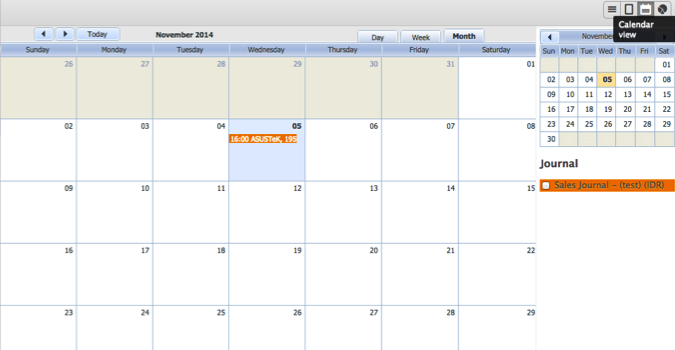 Today
November 2014
Day Week Month
Calendar view
Sunday Monday Tuesday Wednesday Thursday Friday Saturday
26 27 28 29 30 31 01
02 03 04 05 06 07 08
16:00 ASUSTeK, 195
09 10 11 12 13 14 15
16 17 18 19 20 21 22
23 24 25 26 27 28 29
Novem
Sun Mon Tue Wed Thu Fri Sat
01
02 03 04 05 06 07 08
09 10 11 12 13 14 15
16 17 18 19 20 21 22
23 24 25 26 27 28 29
30
Journal
Sales Journal - (test) (IDR)